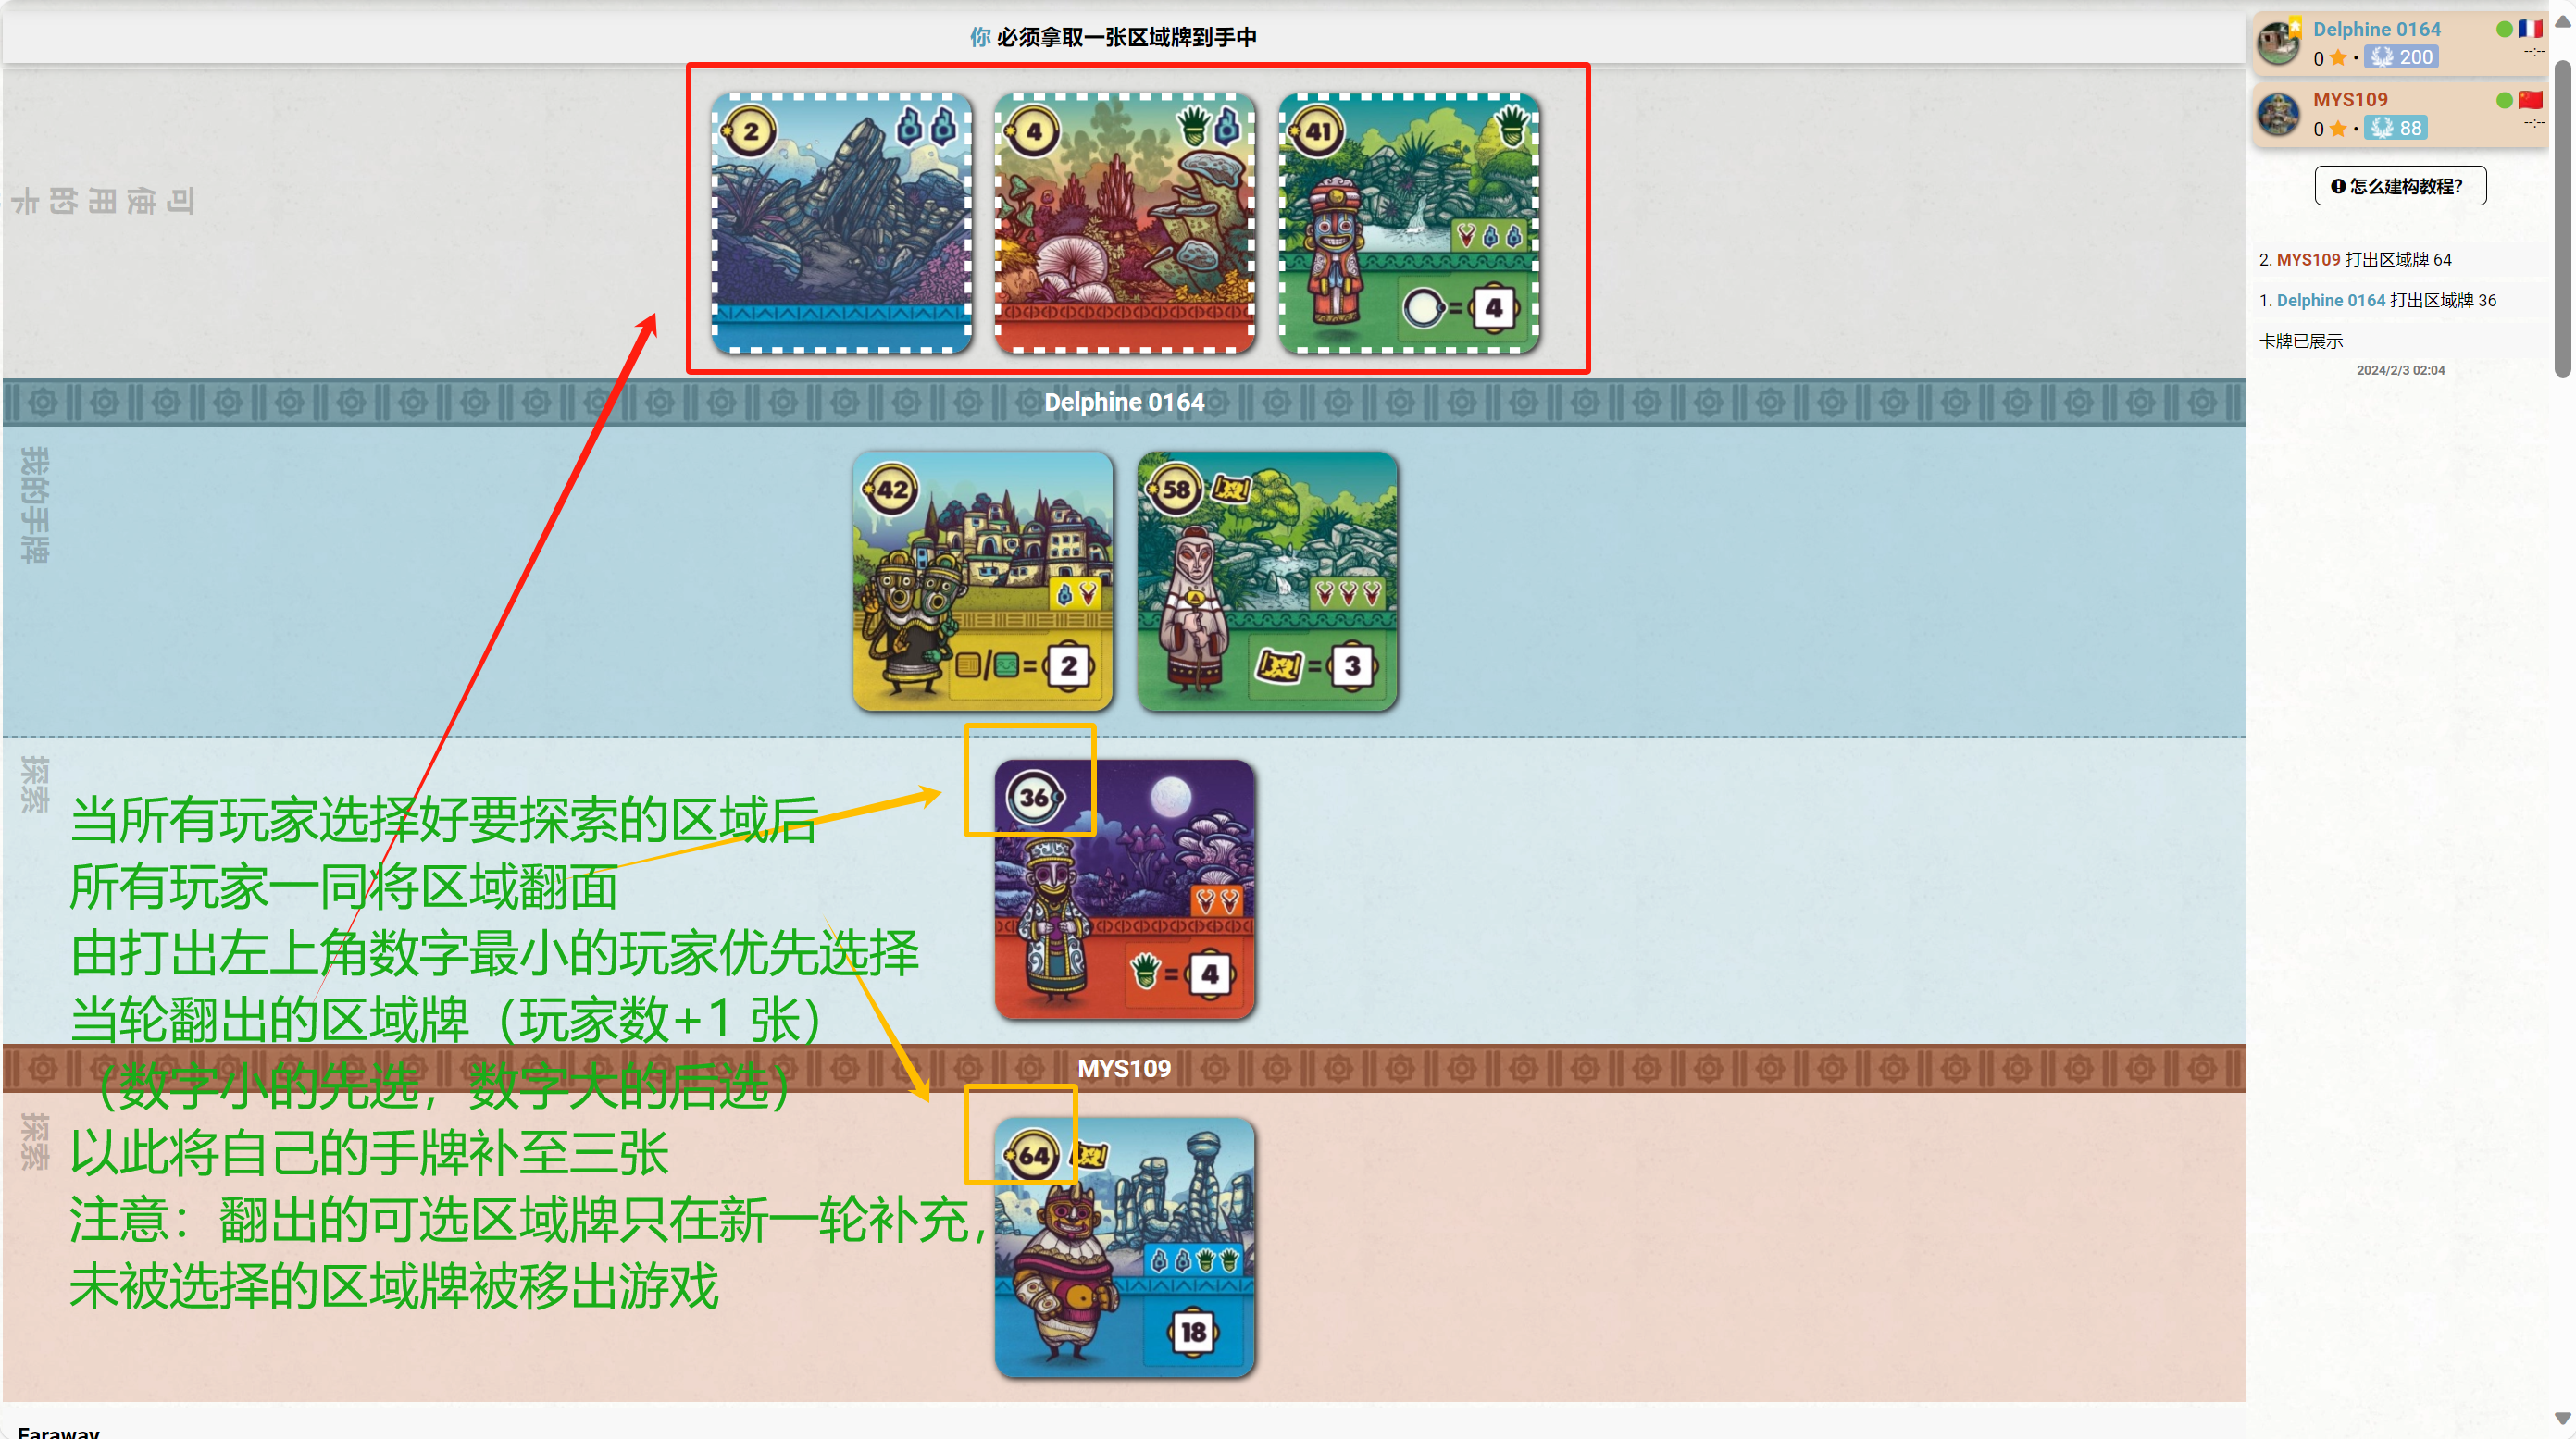 你 必须拿取一张区域牌到手中
可使用的卡
2
4
41
4
Delphine 0164
我的手牌
42
2
58
3
探索
36
4
当所有玩家选择好要探索的区域后
所有玩家一同将区域翻面
由打出左上角数字最小的玩家优先选择
当轮翻出的区域牌（玩家数+1 张）
（数字小的先选，数字大的后选）
以此将自己的手牌补至三张
注意：翻出的可选区域牌只在新一轮补充，
未被选择的区域牌被移出游戏
MYS109
探索
64
18
Faraway
Delphine 0164
--:--
0 • 200
MYS109
--:--
0 • 88
怎么建构教程？
2. MYS109 打出区域牌 64
1. Delphine 0164 打出区域牌 36
卡牌已展示
2024/2/3 02:04